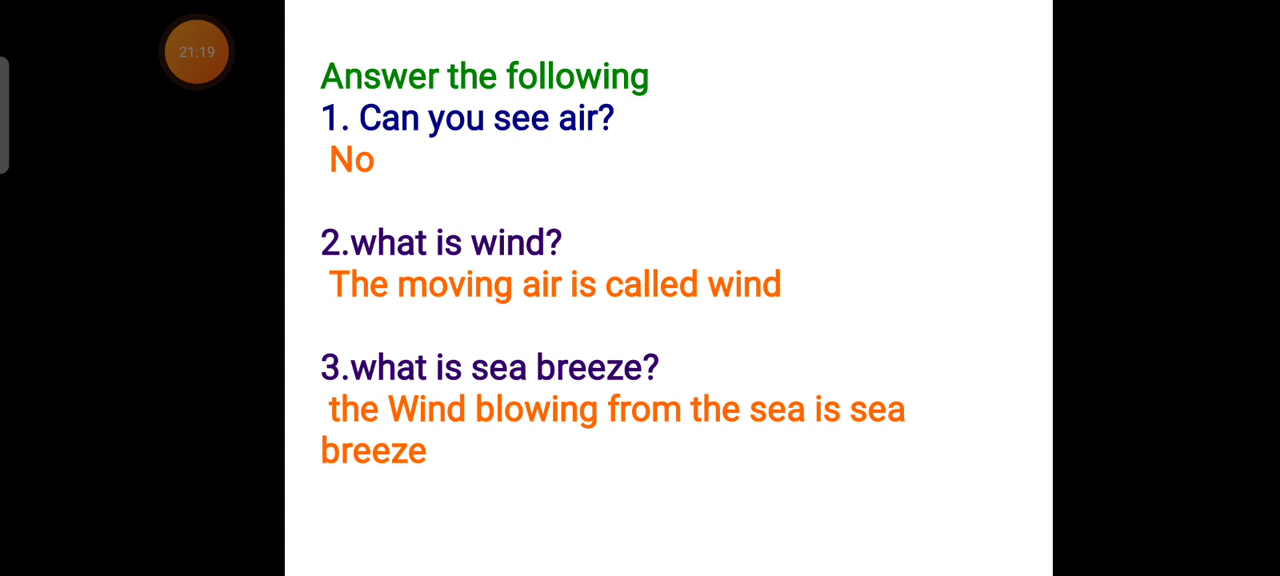 21:19
Answer the following
1. Can you see air?
No
2.what is wind?
The moving air is called wind
3.what is sea breeze?
the Wind blowing from the sea is sea
breeze